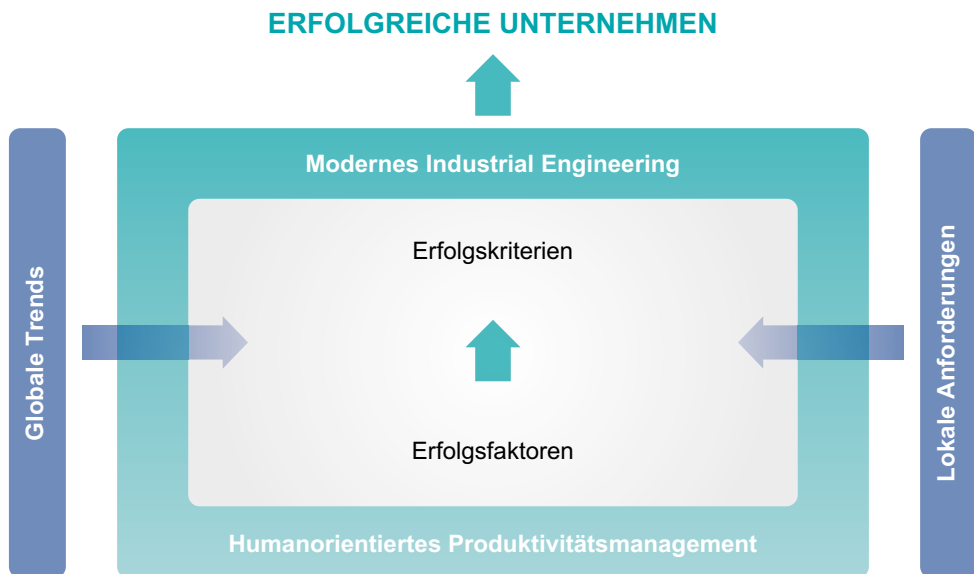 ERFOLGREICHE UNTERNEHMEN
Modernes Industrial Engineering
Globale Trends
Erfolgskriterien
Erfolgsfaktoren
Lokale Anforderungen
Humanorientiertes Produktivitätsmanagement